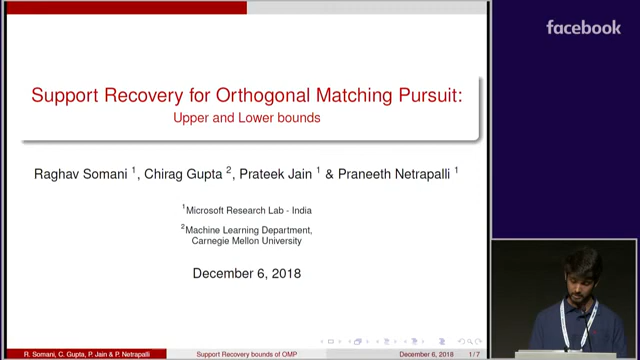 facebook
Support Recovery for Orthogonal Matching Pursuit:
Upper and Lower bounds
Raghav Somani 1, Chirag Gupta 2, Prateek Jain 1 & Praneeth Netrapalli 1
1Microsoft Research Lab - India
2Machine Learning Department,
Carnegie Mellon University
December 6, 2018
R. Somani, C. Gupta, P. Jain & P. Netrapalli
Support Recovery bounds of OMP
December 6, 2018
1 / 7